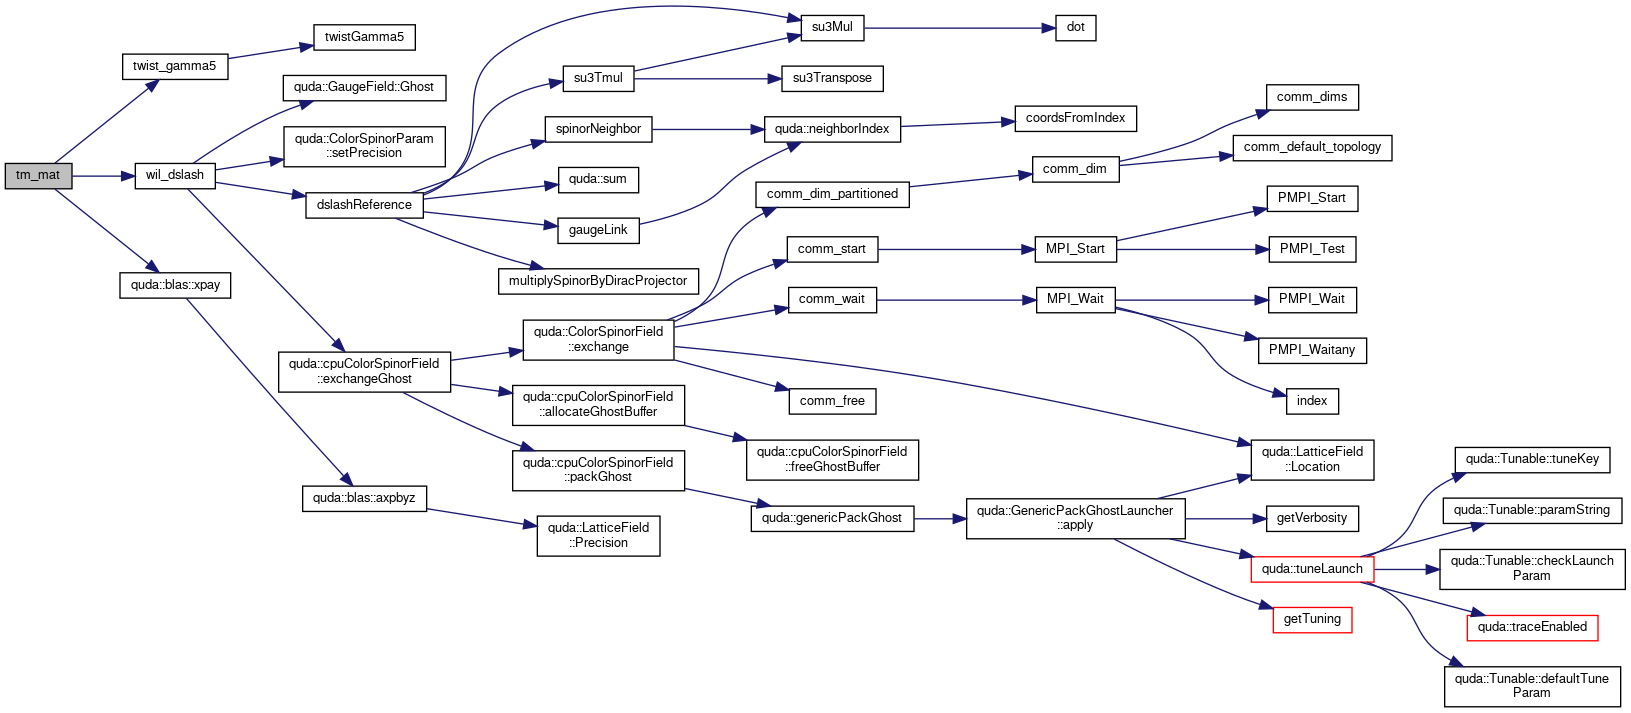 tm_mat
twist_gamma5
twistGamma5
wil_dslash
quda::blas::xpay
quda::GaugeField::Ghost
quda::ColorSpinorParam
::setPrecision
dslashReference
quda::cpuColorSpinorField
::exchangeGhost
quda::blas::axpbyz
su3Mul
dot
su3Tmul
su3Transpose
spinorNeighbor
quda::neighborIndex
coordsFromIndex
quda::sum
gaugeLink
multiplySpinorByDiracProjector
quda::ColorSpinorField
::exchange
quda::cpuColorSpinorField
::allocateGhostBuffer
quda::cpuColorSpinorField
::packGhost
quda::LatticeField
::Precision
comm_dim_partitioned
comm_dim
comm_dims
comm_default_topology
comm_start
MPI_Start
PMPI_Start
PMPI_Test
comm_wait
MPI_Wait
PMPI_Wait
PMPI_Waitany
index
comm_free
quda::cpuColorSpinorField
::freeGhostBuffer
quda::genericPackGhost
quda::GenericPackGhostLauncher
::apply
quda::LatticeField
::Location
getVerbosity
quda::tuneLaunch
getTuning
quda::Tunable::tuneKey
quda::Tunable::paramString
quda::Tunable::checkLaunch
Param
quda::traceEnabled
quda::Tunable::defaultTune
Param